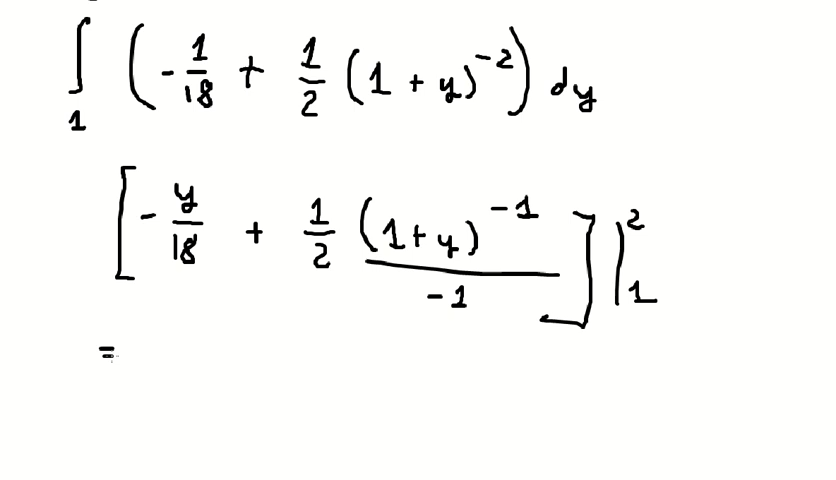 ∫₁ (-1/18 + 1/2 (1 + y)⁻²) dy
[-y/18 + 1/2 (1+y)⁻¹/-1] |₁²
=